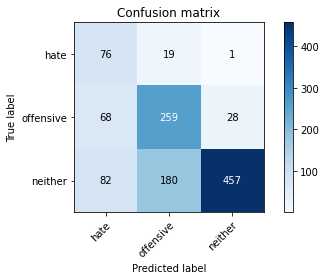 Confusion matrix
hate 76 19 1
offensive 68 259 28
neither 82 180 457
True label
hate offensive neither
Predicted label
400
300
200
100